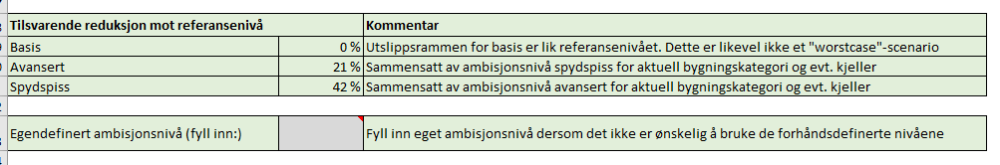 Tilsvarende reduksjon mot referansenivå Kommentar
Basis 0 % Utslippsrammen for basis er lik referansenivået. Dette er likevel ikke et "worstcase"-scenario
Avansert 21 % Sammensatt av ambisjonsnivå spydspiss for aktuell bygningskategori og evt. kjeller
Spydspiss 42 % Sammensatt av ambisjonsnivå avansert for aktuell bygningskategori og evt. kjeller
Egendefinert ambisjonsnivå (fyll inn:) Fyll inn eget ambisjonsnivå dersom det ikke er ønskelig å bruke de forhåndsdefinerte nivåene